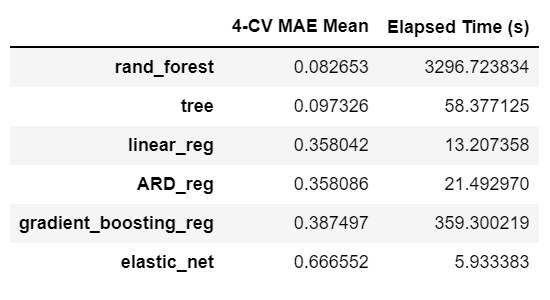 4-CV MAE Mean Elapsed Time (s)
rand_forest 0.082653 3296.723834
tree 0.097326 58.377125
linear_reg 0.358042 13.207358
ARD_reg 0.358086 21.492970
gradient_boosting_reg 0.387497 359.300219
elastic_net 0.666552 5.933383